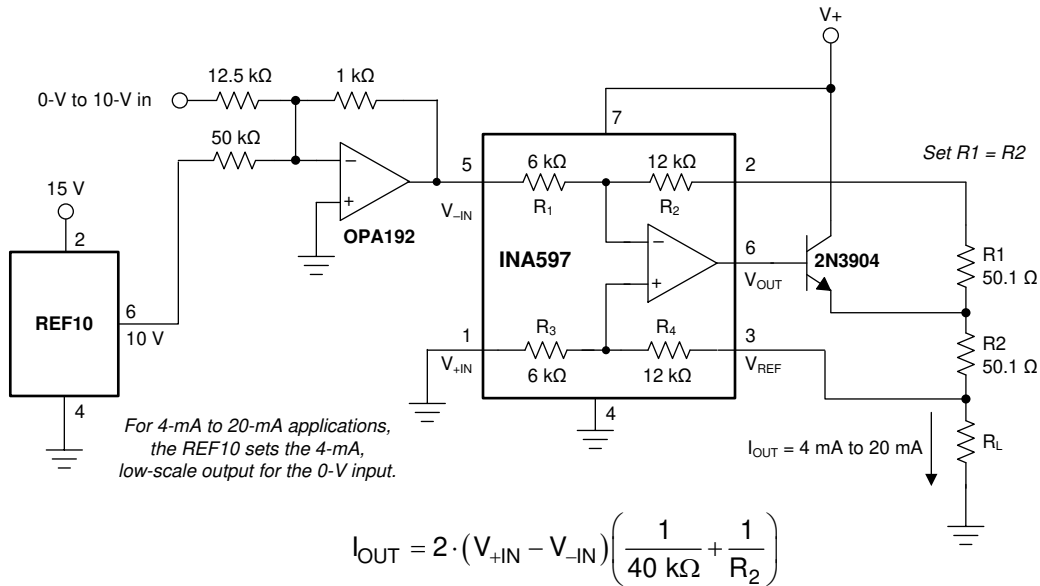 V+
12.5 kΩ
1 kΩ
0-V to 10-V in
50 kΩ
7
5
6 kΩ
12 kΩ
2
Set R1 = R2
15 V
V–IN
R1
R2
OPA192
2
INA597
6
2N3904
VOUT
R1
50.1 Ω
REF10
6
10 V
1
R3
R4
3
R2
50.1 Ω
V+IN
6 kΩ
12 kΩ
VREF
4
4
For 4-mA to 20-mA applications,
the REF10 sets the 4-mA,
low-scale output for the 0-V input.
IOUT = 4 mA to 20 mA
RL
IOUT = 2·(V+IN – V–IN)(1/40 kΩ + 1/R2)